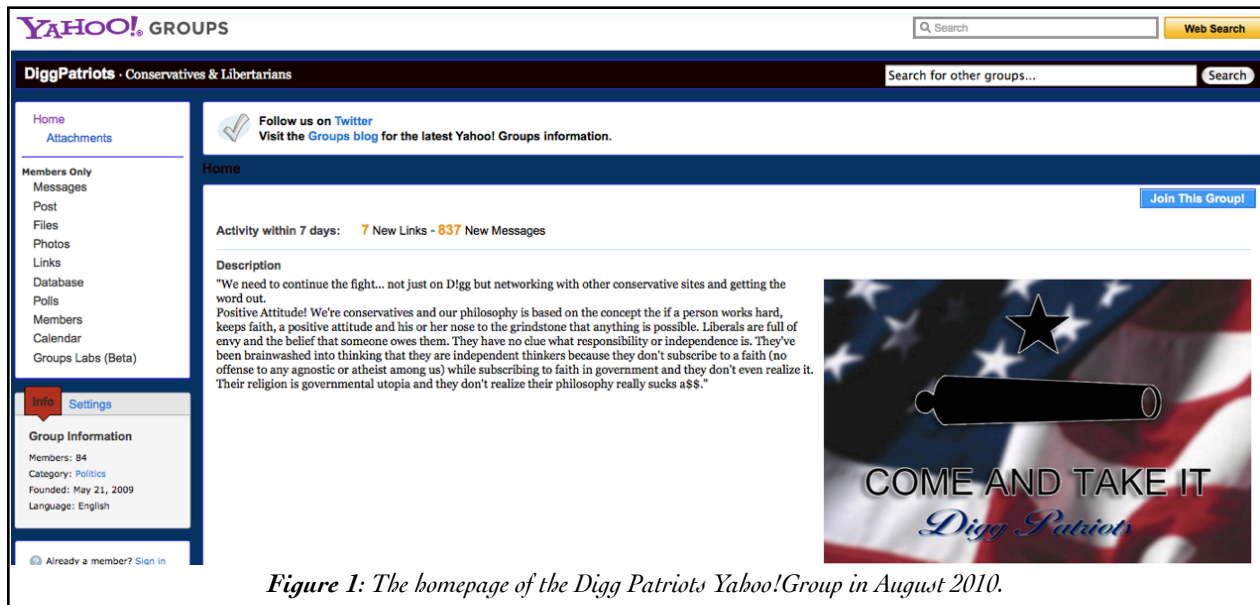 YAHOO! GROUPS
Search
Web Search
DiggPatriots · Conservatives & Libertarians
Search for other groups...
Search
Home
Attachments
Members Only
Messages
Post
Files
Photos
Links
Database
Polls
Members
Calendar
Groups Labs (Beta)
Info
Settings
Group Information
Members: 84
Category: Politics
Founded: May 21, 2009
Language: English
Already a member? Sign in
Follow us on Twitter
Visit the Groups blog for the latest Yahoo! Groups information.
Home
Join This Group!
Activity within 7 days: 7 New Links - 837 New Messages
Description
"We need to continue the fight... not just on D!gg but networking with other conservative sites and getting the
word out.
Positive Attitude! We're conservatives and our philosophy is based on the concept the if a person works hard,
keeps faith, a positive attitude and his or her nose to the grindstone that anything is possible. Liberals are full of
envy and the belief that someone owes them. They have no clue what responsibility or independence is. They've
been brainwashed into thinking that they are independent thinkers because they don't subscribe to a faith (no
offense to any agnostic or atheist among us) while subscribing to faith in government and they don't even realize it.
Their religion is governmental utopia and they don't realize their philosophy really sucks a$$."
COME AND TAKE IT
Digg Patriots
Figure 1: The homepage of the Digg Patriots Yahoo!Group in August 2010.